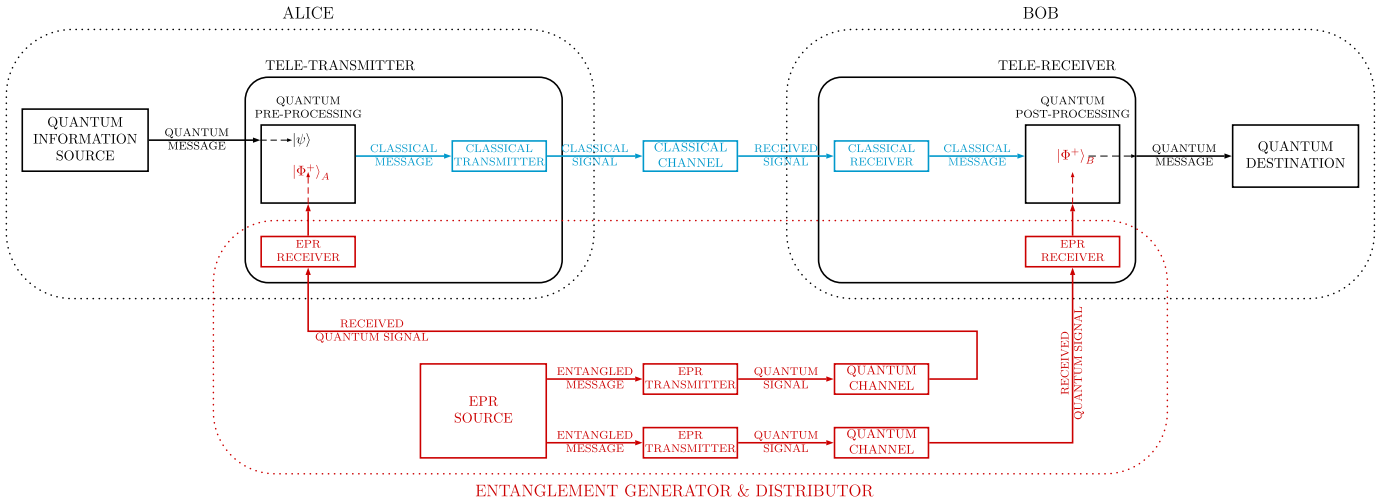 ALICE
BOB
TELE-TRANSMITTER
TELE-RECEIVER
QUANTUM
PRE-PROCESSING
QUANTUM
POST-PROCESSING
QUANTUM
INFORMATION
SOURCE
QUANTUM
MESSAGE
|ψ⟩
|Φ⁺⟩_A
CLASSICAL
MESSAGE
CLASSICAL
TRANSMITTER
CLASSICAL
SIGNAL
CLASSICAL
CHANNEL
RECEIVED
SIGNAL
CLASSICAL
RECEIVER
CLASSICAL
MESSAGE
|Φ⁺⟩_B
QUANTUM
MESSAGE
QUANTUM
DESTINATION
EPR
RECEIVER
EPR
RECEIVER
RECEIVED
QUANTUM SIGNAL
RECEIVED
QUANTUM SIGNAL
EPR
SOURCE
ENTANGLED
MESSAGE
EPR
TRANSMITTER
QUANTUM
SIGNAL
QUANTUM
CHANNEL
ENTANGLED
MESSAGE
EPR
TRANSMITTER
QUANTUM
SIGNAL
QUANTUM
CHANNEL
ENTANGLEMENT GENERATOR & DISTRIBUTOR